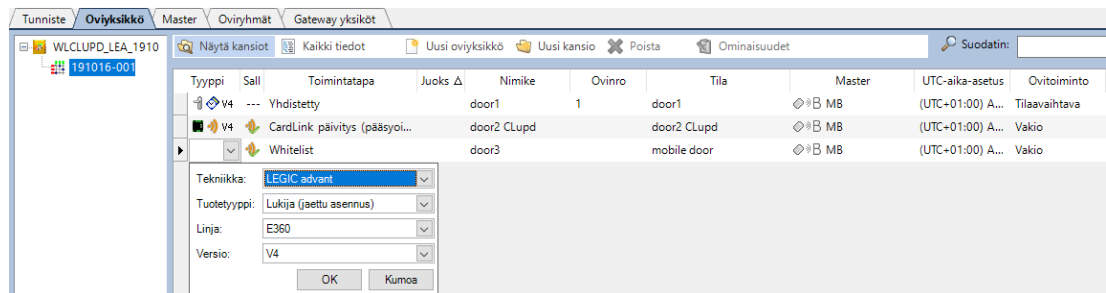 Tunniste Oviyksikkö Master Oviryhmät Gateway yksiköt
WLCLUPD_LEA_1910 Näytä kansiot Kaikki tiedot Uusi oviyksikkö Uusi kansio Poista Ominaisuudet Suodatin:
191016-001
Tyyppi Sall Toimintatapa Juoks Nimike Ovinro Tila Master UTC-aika-asetus Ovitoiminto
V4 --- Yhdistetty door1 1 door1 MB (UTC+01:00) A... Tilaavaihtava
V4 CardLink päivitys (pääsyoi... door2 CLupd door2 CLupd MB (UTC+01:00) A... Vakio
Whitelist door3 mobile door MB (UTC+01:00) A... Vakio
Tekniikka: LEGIC advant
Tuotetyyppi: Lukija (jaettu asennus)
Linja: E360
Versio: V4
OK Kumoa